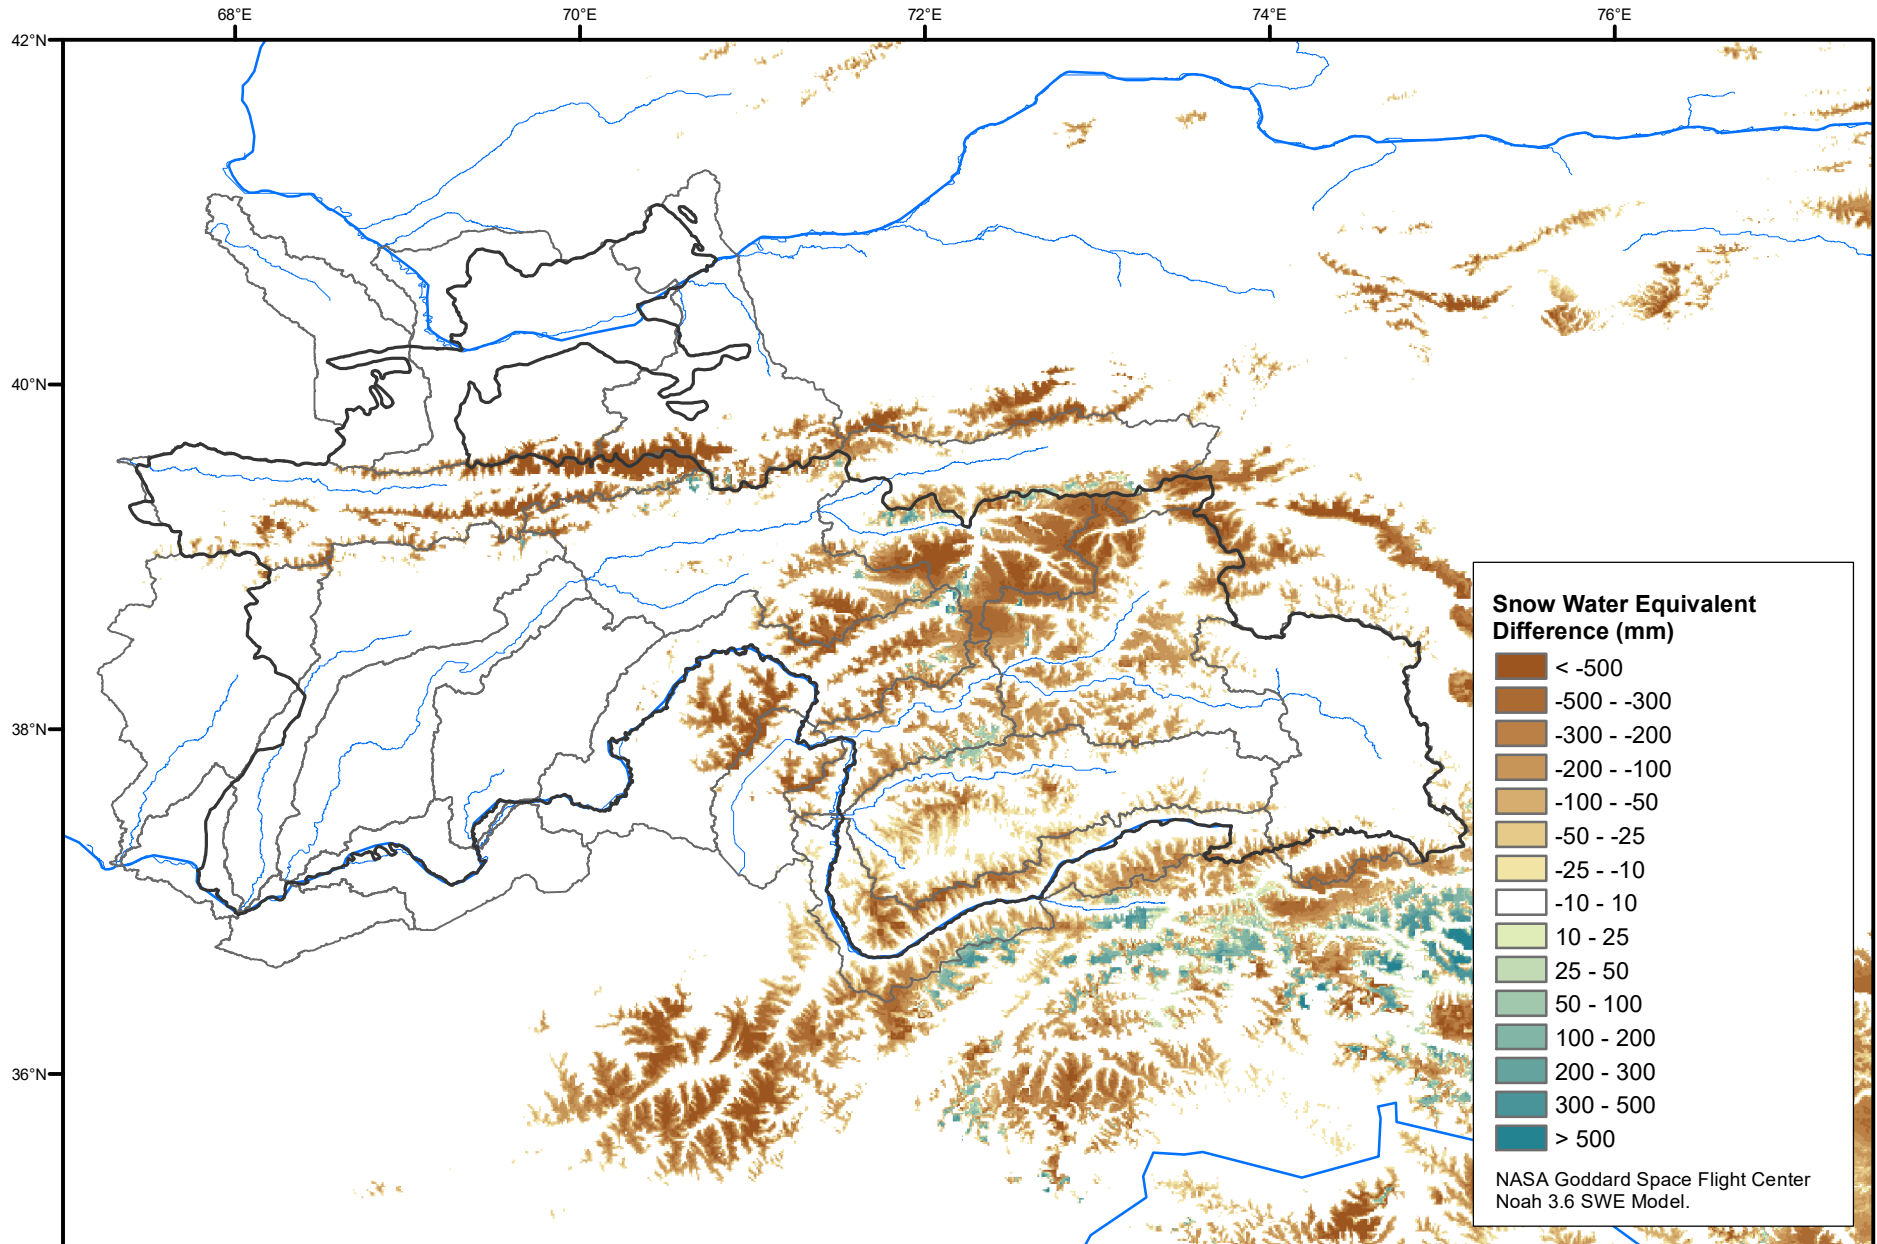 68°E
70°E
72°E
74°E
76°E
42°N
40°N
38°N
36°N
Snow Water Equivalent
Difference (mm)
< -500
-500 - -300
-300 - -200
-200 - -100
-100 - -50
-50 - -25
-25 - -10
-10 - 10
10 - 25
25 - 50
50 - 100
100 - 200
200 - 300
300 - 500
> 500
NASA Goddard Space Flight Center
Noah 3.6 SWE Model.